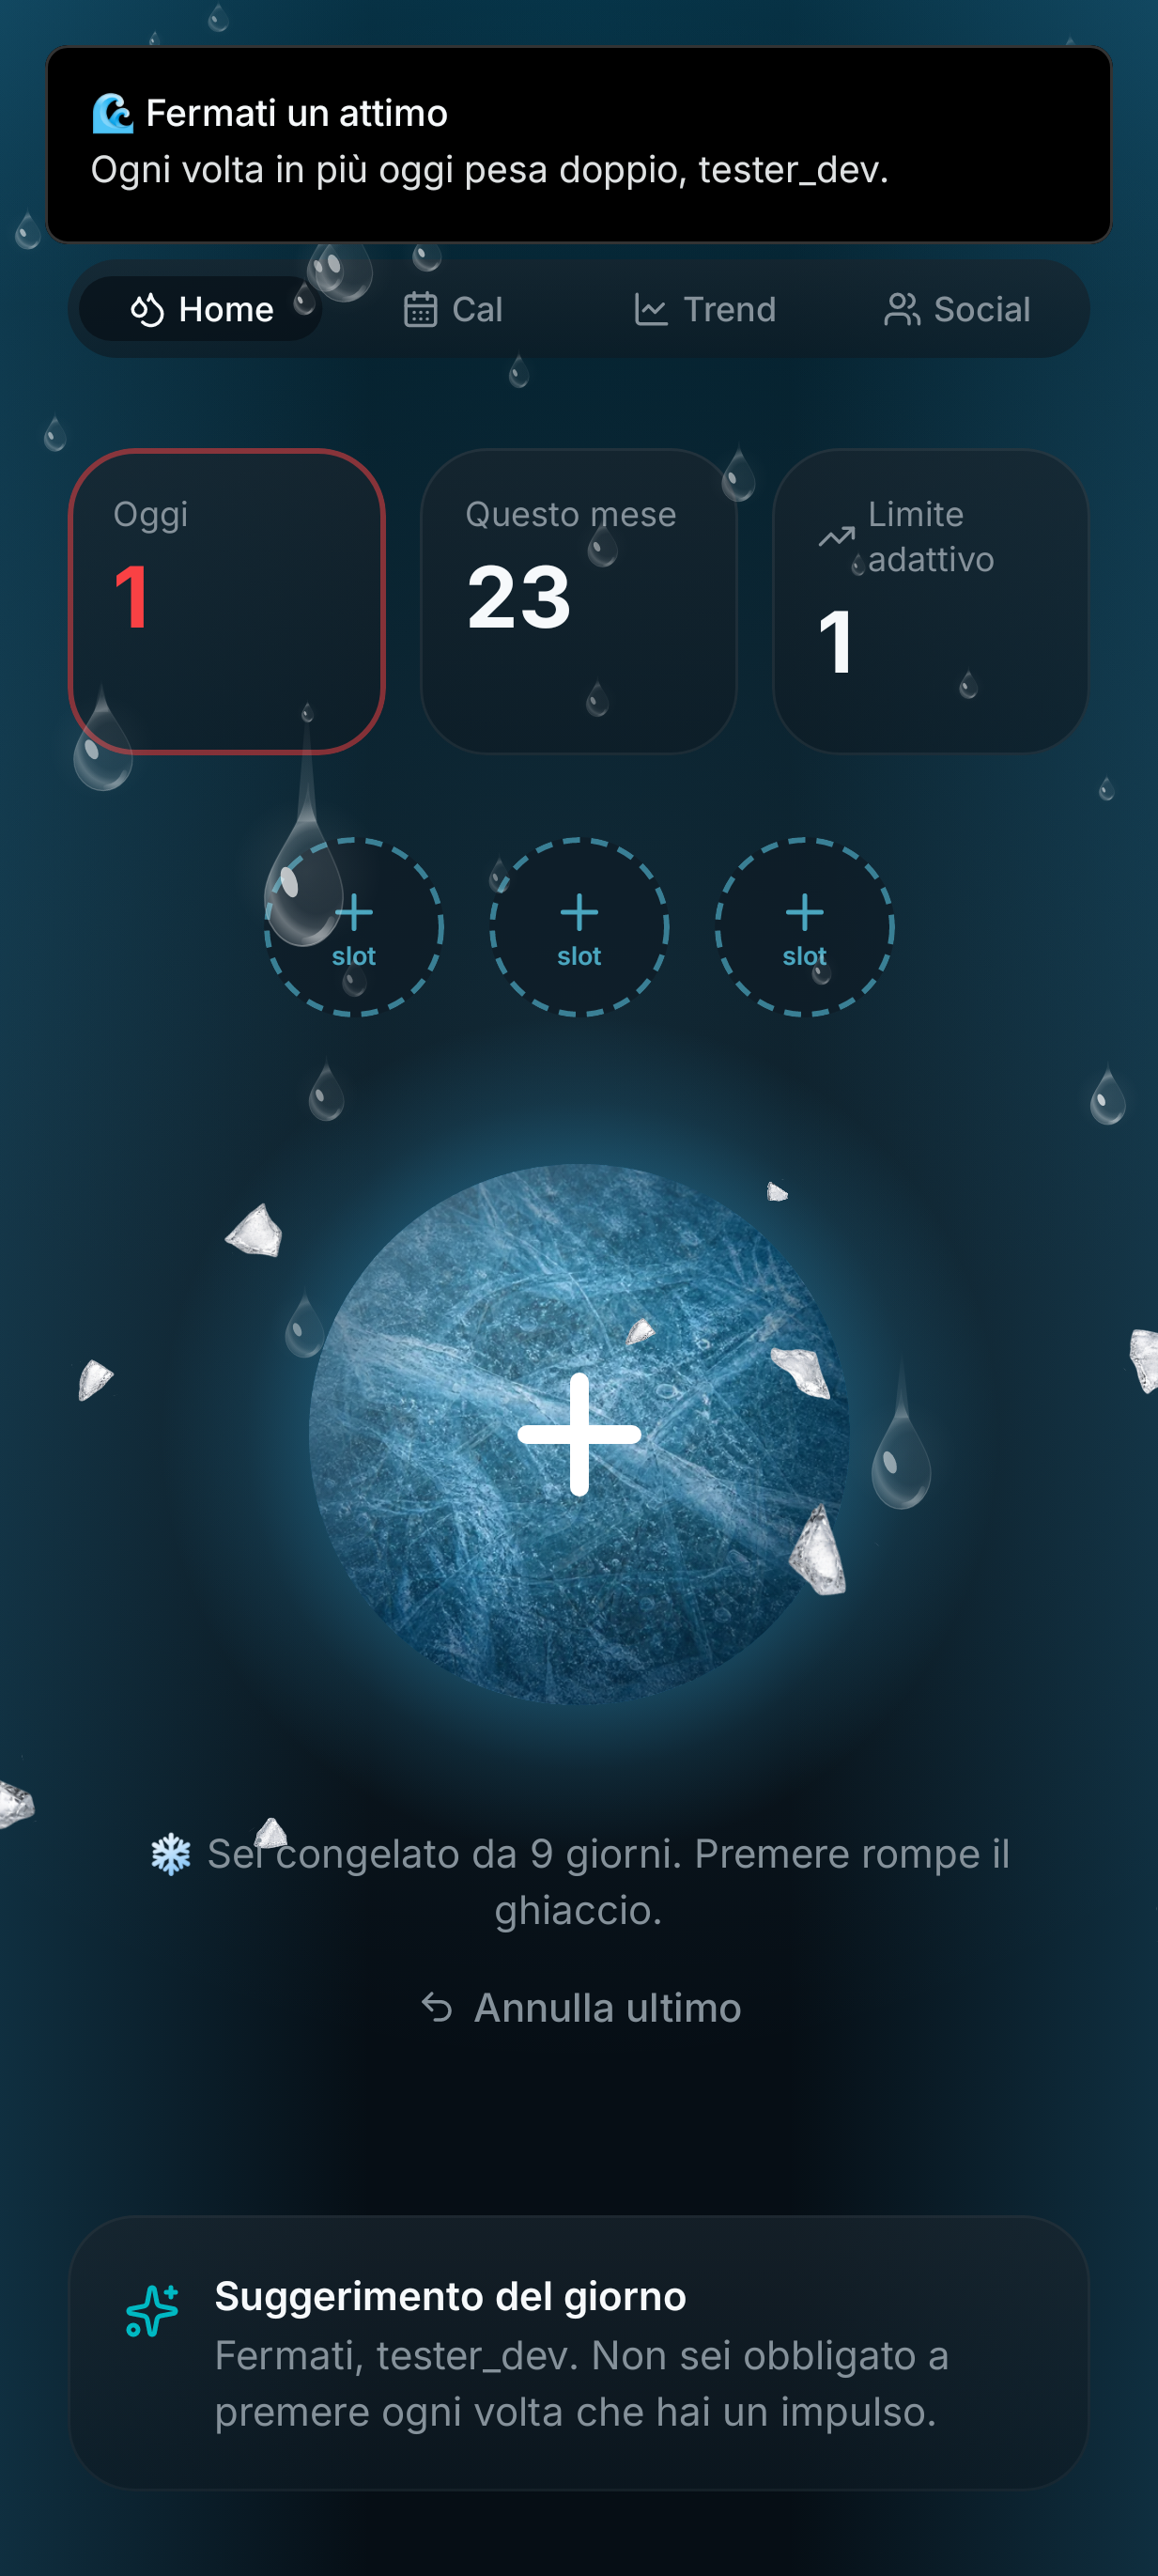 🌊 Fermati un attimo
Ogni volta in più oggi pesa doppio, tester_dev.
Home
Cal
Trend
Social
Oggi
1
Questo mese
23
Limite
adattivo
1
slot
slot
slot
❄️ Sei congelato da 9 giorni. Premere rompe il
ghiaccio.
Annulla ultimo
Suggerimento del giorno
Fermati, tester_dev. Non sei obbligato a
premere ogni volta che hai un impulso.